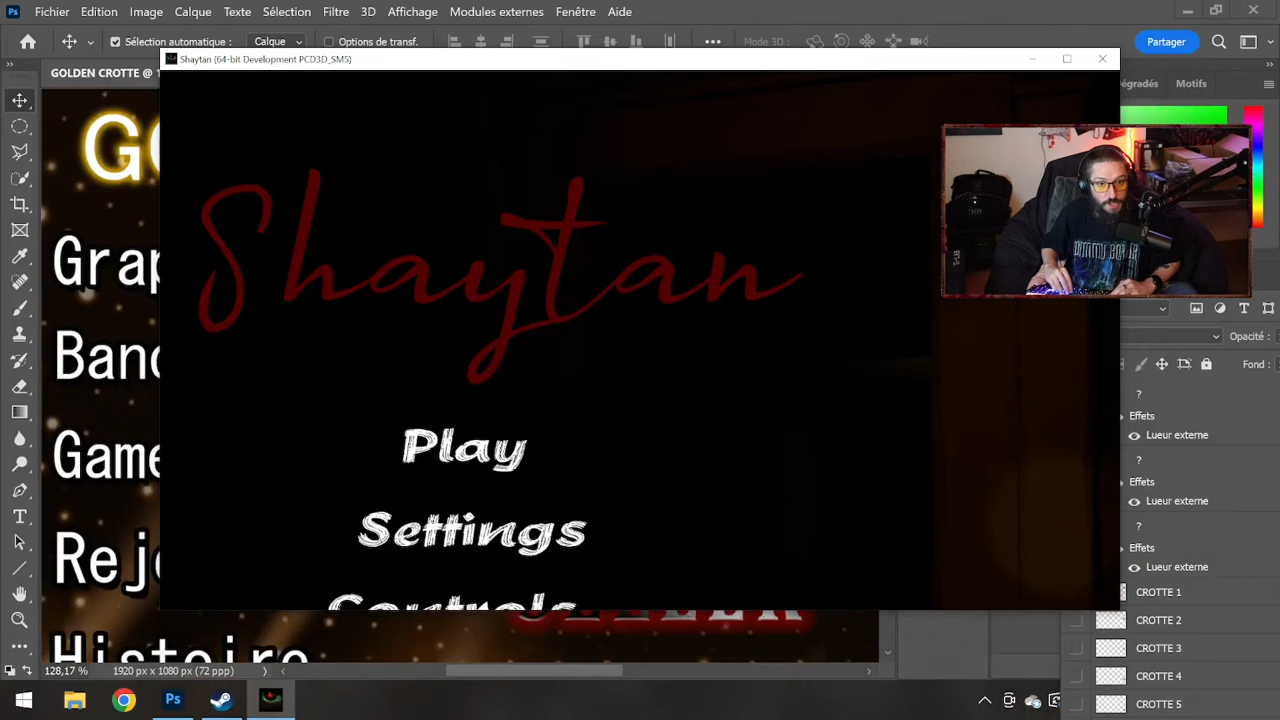 Fichier Edition Image Calque Texte Sélection Filtre 3D Affichage Modules externes Fenêtre Aide
Sélection automatique : Calque Options de transf. Mode 3D : Partager
GOLDEN CROTTE @ 1
Shaytan (64-bit Development PCD3D_SM5)
dégradés Motifs
Shaytan
Play
Settings
Controls
Grap
Banc
Game
Rejo
Histoire
Opacité :
Fond :
?
Effets
Lueur externe
?
Effets
Lueur externe
?
Effets
Lueur externe
CROTTE 1
CROTTE 2
CROTTE 3
CROTTE 4
CROTTE 5
128,17 % 1920 px x 1080 px (72 ppp)